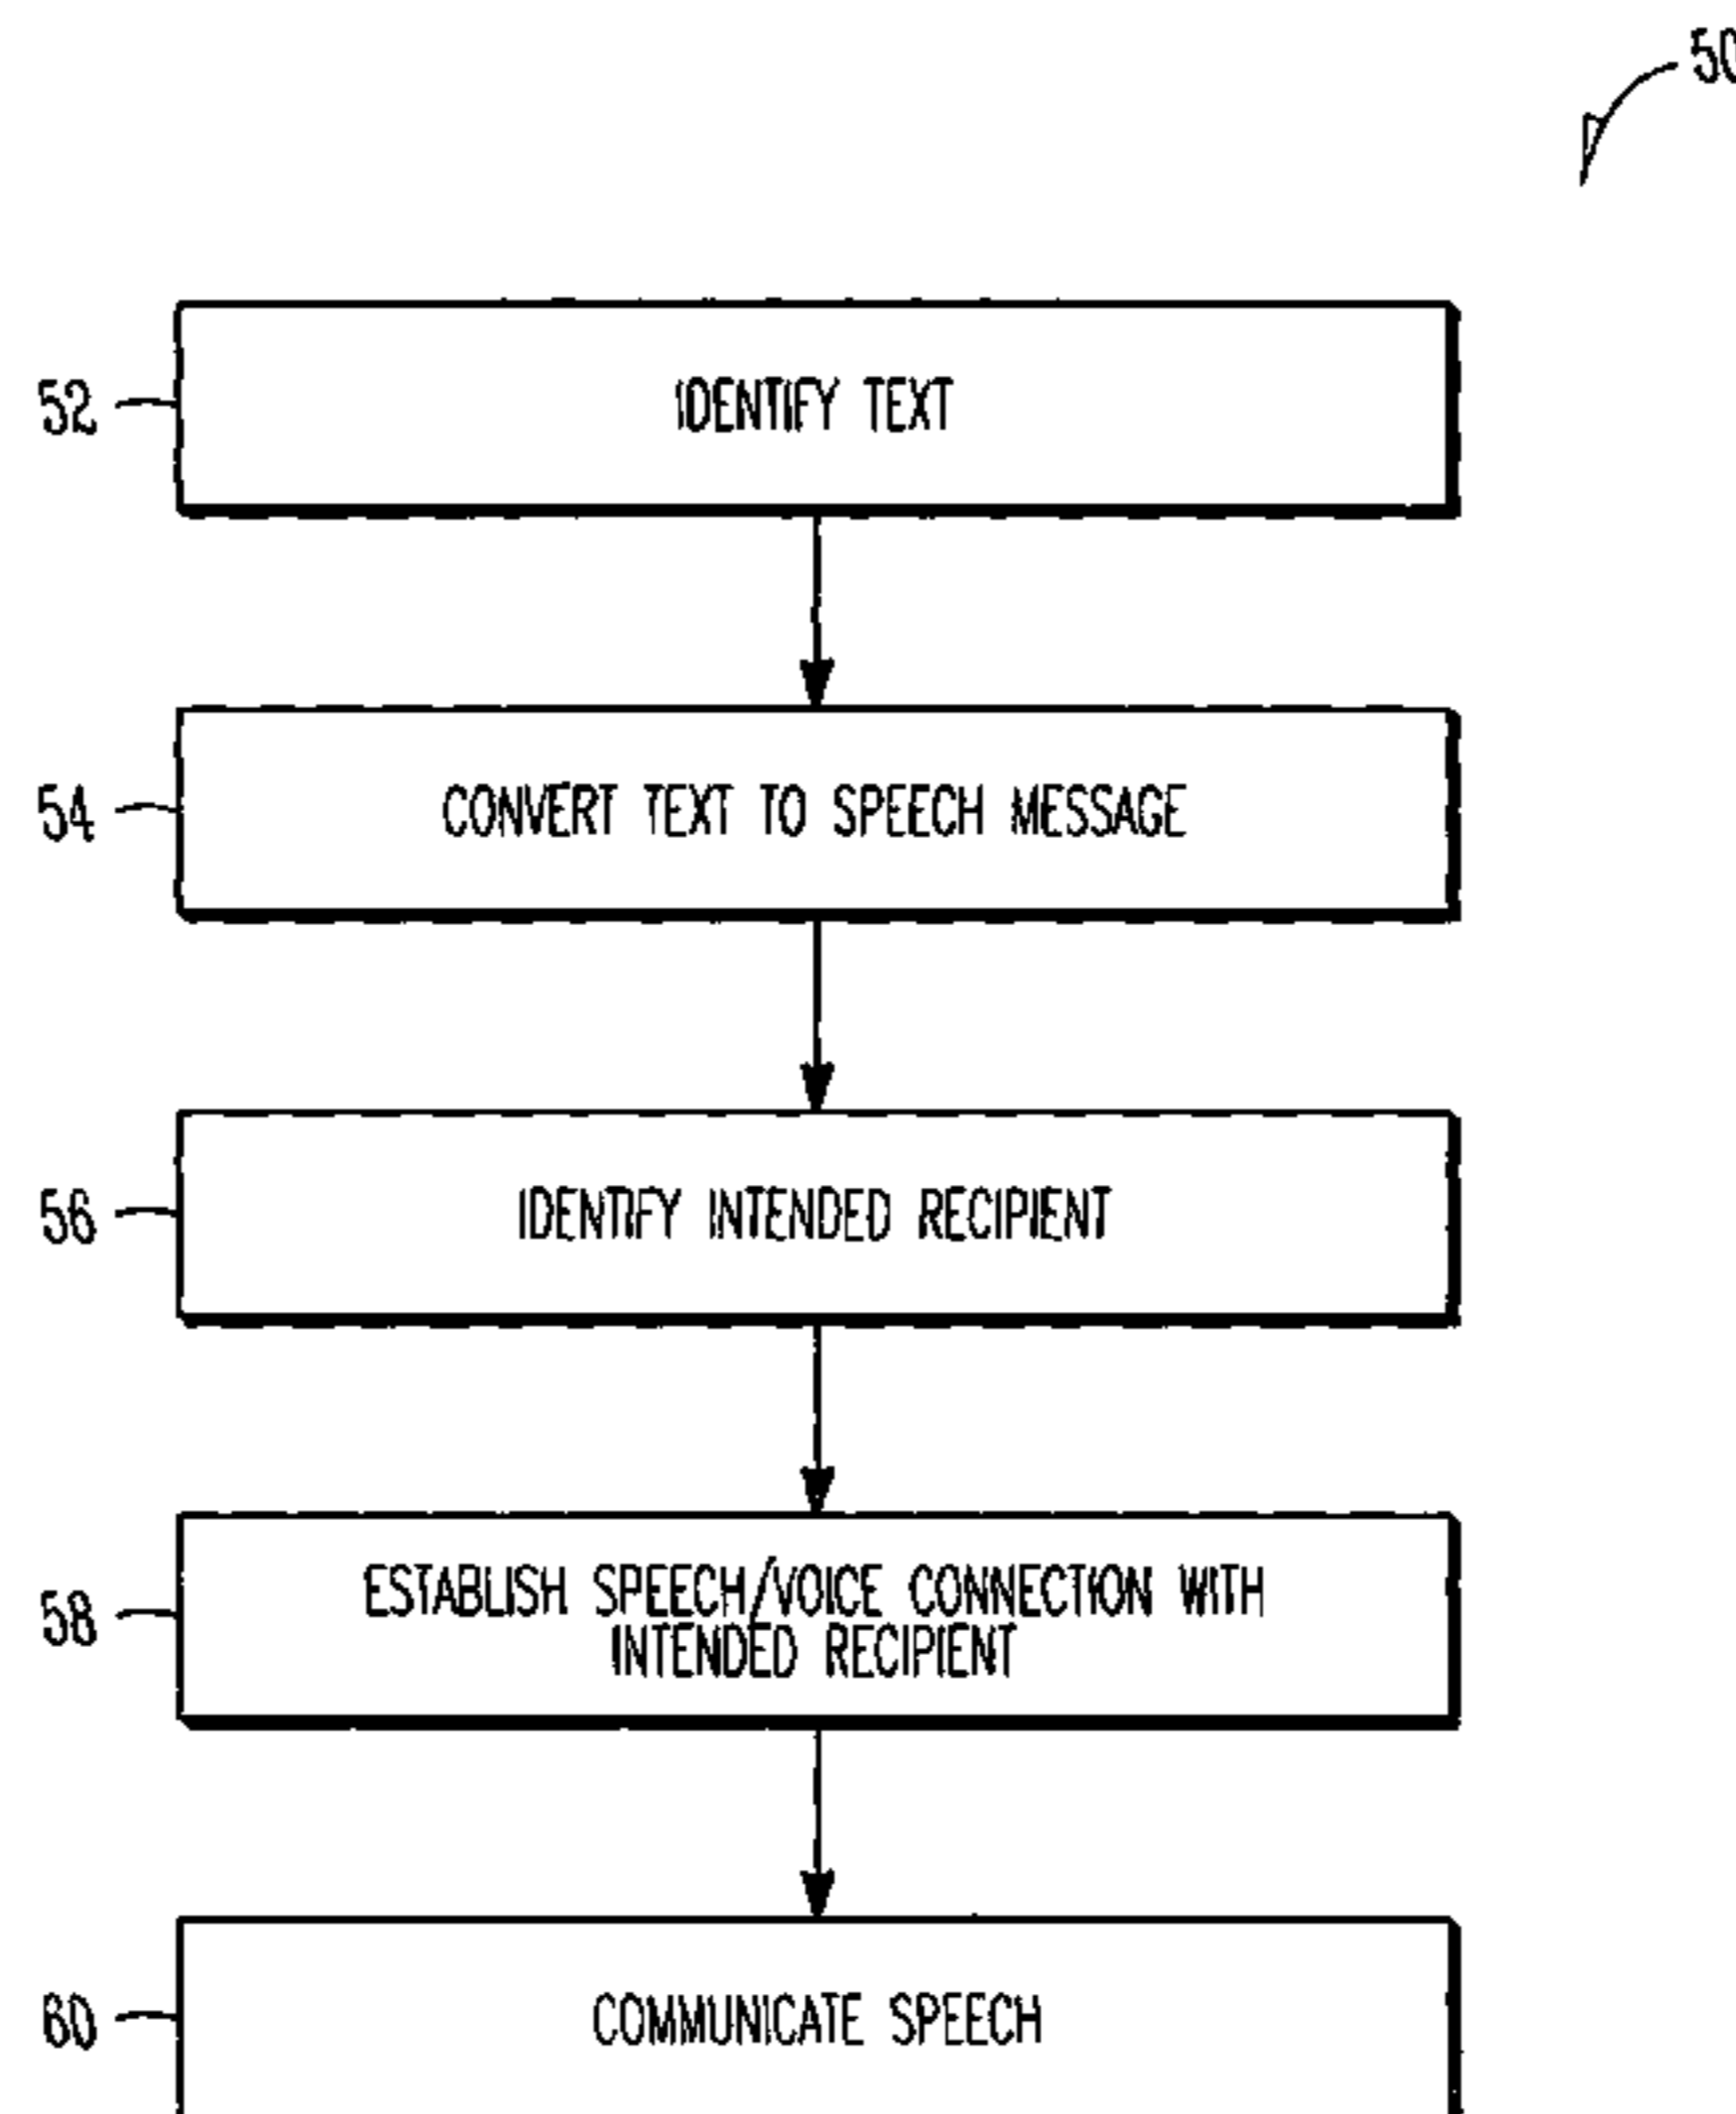 50
52
IDENTIFY TEXT
54
CONVERT TEXT TO SPEECH MESSAGE
56
IDENTIFY INTENDED RECIPIENT
58
ESTABLISH SPEECH/VOICE CONNECTION WITH
INTENDED RECIPIENT
60
COMMUNICATE SPEECH